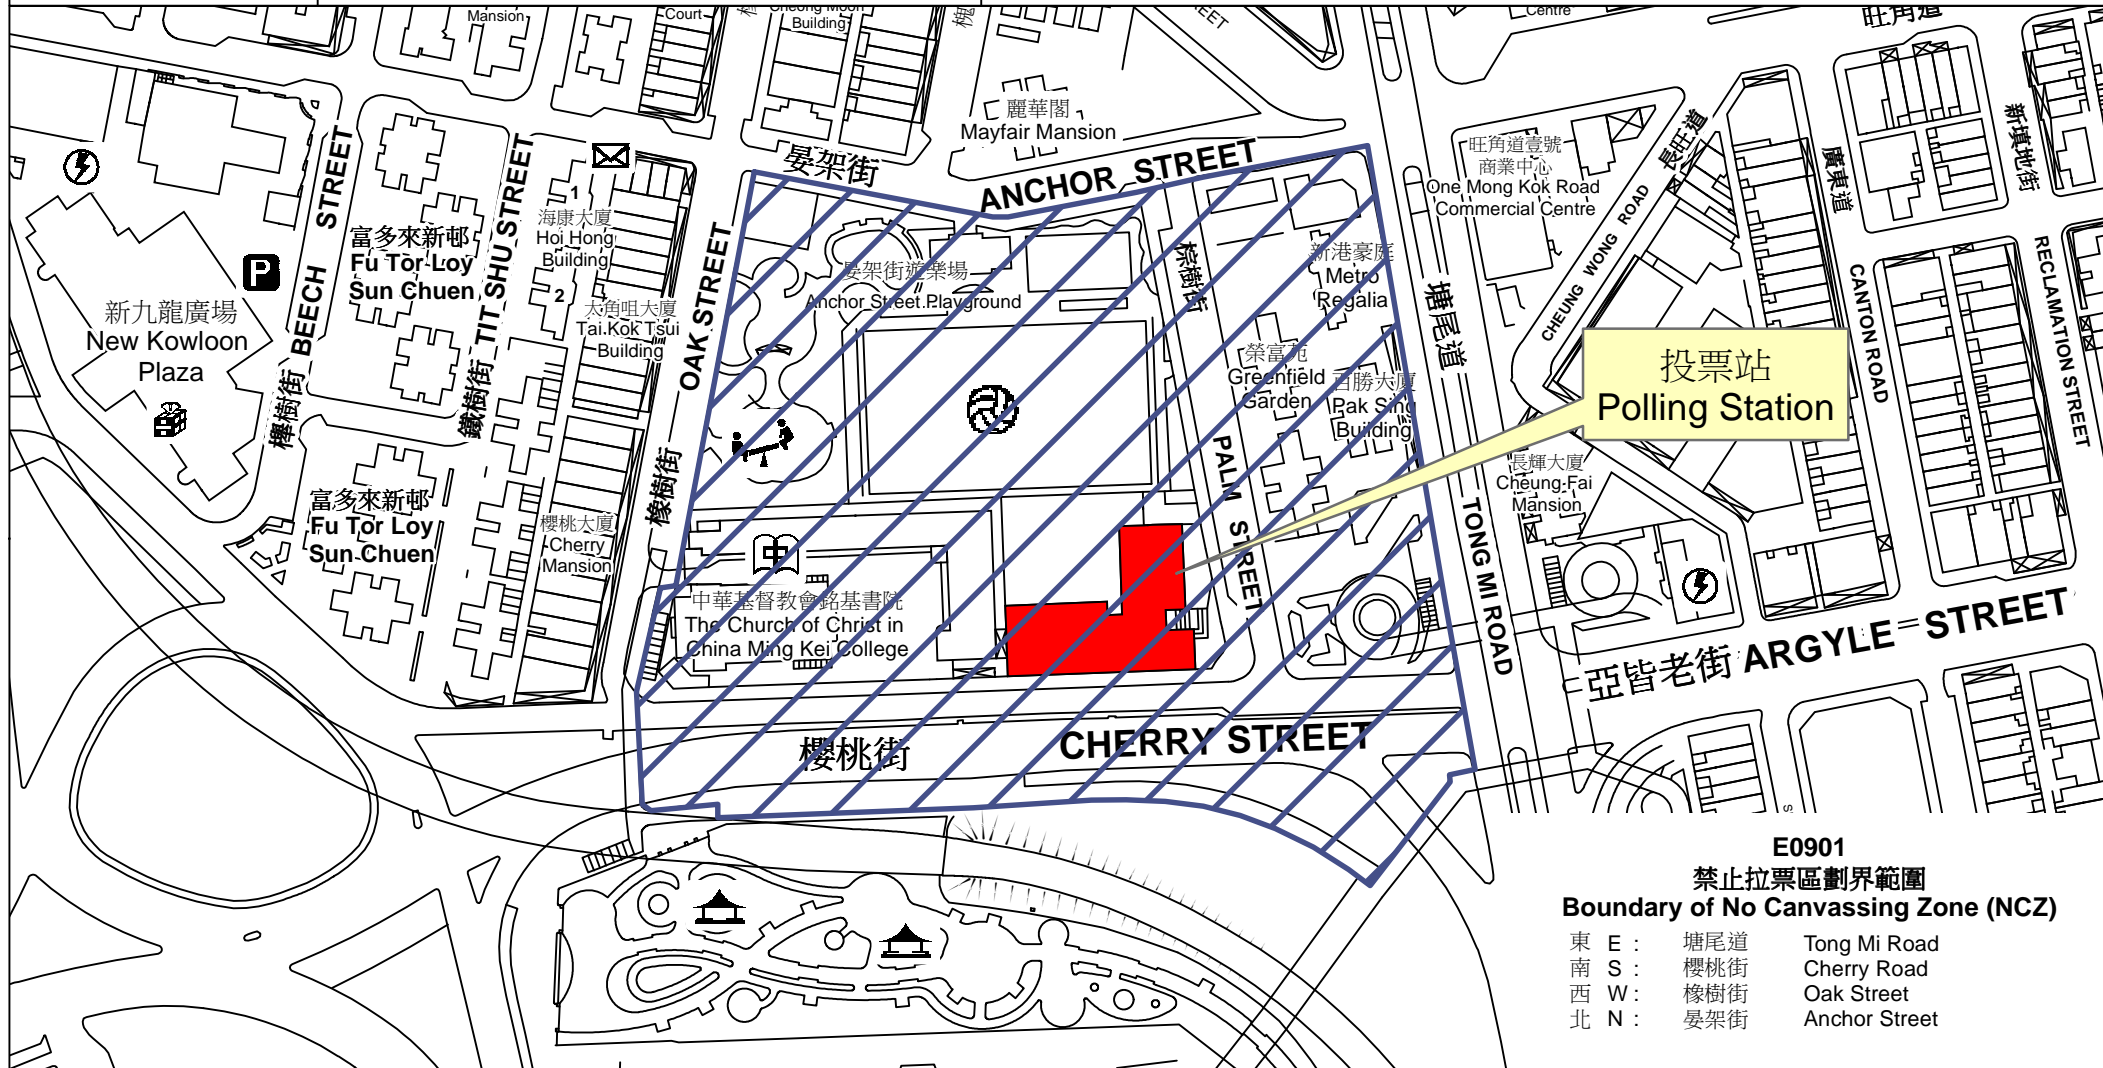 Mansion
Court
Cheong Moon
Building
Centre
旺角道
麗華閣
Mayfair Mansion
晏架街
ANCHOR STREET
旺角道壹號
商業中心
One Mong Kok Road
Commercial Centre
長旺道
CHEUNG WONG ROAD
廣東道
CANTON ROAD
新填地街
RECLAMATION STREET
BEECH STREET
櫸樹街
富多來新邨
Fu Tor Loy
Sun Chuen
TIT SHU STREET
鐵樹街
1
海康大廈
Hoi Hong
Building
2
大角咀大廈
Tai Kok Tsui
Building
OAK STREET
橡樹街
P
新九龍廣場
New Kowloon
Plaza
晏架街遊樂場
Anchor Street Playground
棕樹街
PALM STREET
新港豪庭
Metro
Regalia
塘尾道
TONG MI ROAD
榮富苑
Greenfield
Garden
百勝大廈
Pak Sing
Building
投票站
Polling Station
長輝大廈
Cheung Fai
Mansion
富多來新邨
Fu Tor Loy
Sun Chuen
櫻桃大廈
Cherry
Mansion
中華基督教會銘基書院
The Church of Christ in
China Ming Kei College
亞皆老街 ARGYLE STREET
櫻桃街
CHERRY STREET
E0901
禁止拉票區劃界範圍
Boundary of No Canvassing Zone (NCZ)
東 E : 塘尾道 Tong Mi Road
南 S : 櫻桃街 Cherry Road
西 W : 橡樹街 Oak Street
北 N : 晏架街 Anchor Street